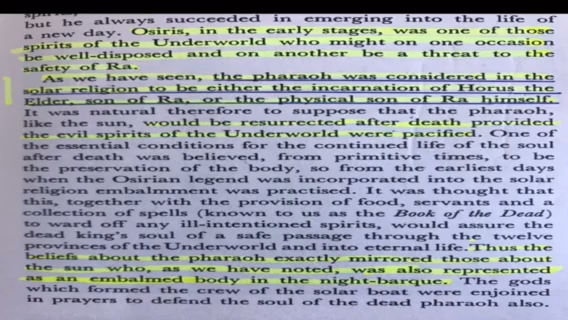 but he always succeeded in emerging into the life of
a new day. Osiris, in the early stages, was one of those
spirits of the Underworld who might on one occasion
be well-disposed and on another be a threat to the
safety of Ra.
As we have seen, the pharaoh was considered in the
solar religion to be either the incarnation of Horus the
Elder, son of Ra, or the physical son of Ra himself.
It was natural therefore to suppose that the pharaoh,
like the sun, would be resurrected after death provided
the evil spirits of the Underworld were pacified. One of
the essential conditions for the continued life of the soul
after death was believed, from primitive times, to be
the preservation of the body, so from the earliest days
when the Osirian legend was incorporated into the solar
religion embalmment was practised. It was thought that
this, together with the provision of food, servants and a
collection of spells (known to us as the Book of the Dead)
to ward off any ill-intentioned spirits, would assure the
dead king's soul of a safe passage through the twelve
provinces of the Underworld and into eternal life. Thus the
beliefs about the pharaoh exactly mirrored those about
the sun who, as we have noted, was also represented
as an embalmed body in the night-barque. The gods
which formed the crew of the solar boat were enjoined
in prayers to defend the soul of the dead pharaoh also.